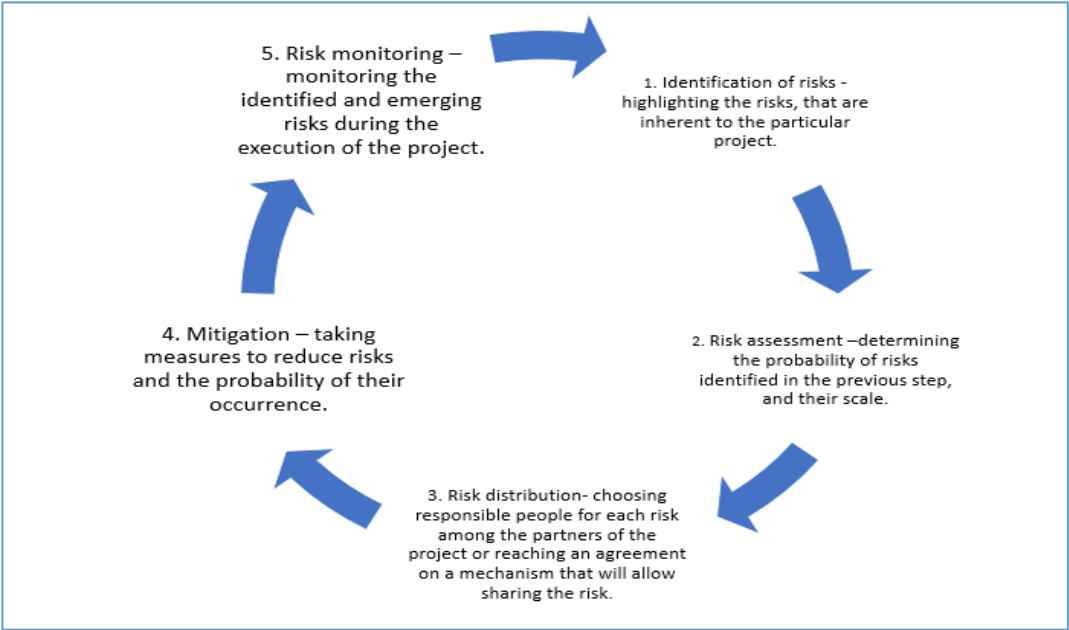 1. Identification of risks -
highlighting the risks, that are
inherent to the particular
project.
2. Risk assessment –determining
the probability of risks
identified in the previous step,
and their scale.
3. Risk distribution- choosing
responsible people for each risk
among the partners of the
project or reaching an agreement
on a mechanism that will allow
sharing the risk.
4. Mitigation – taking
measures to reduce risks
and the probability of their
occurrence.
5. Risk monitoring –
monitoring the
identified and emerging
risks during the
execution of the project.